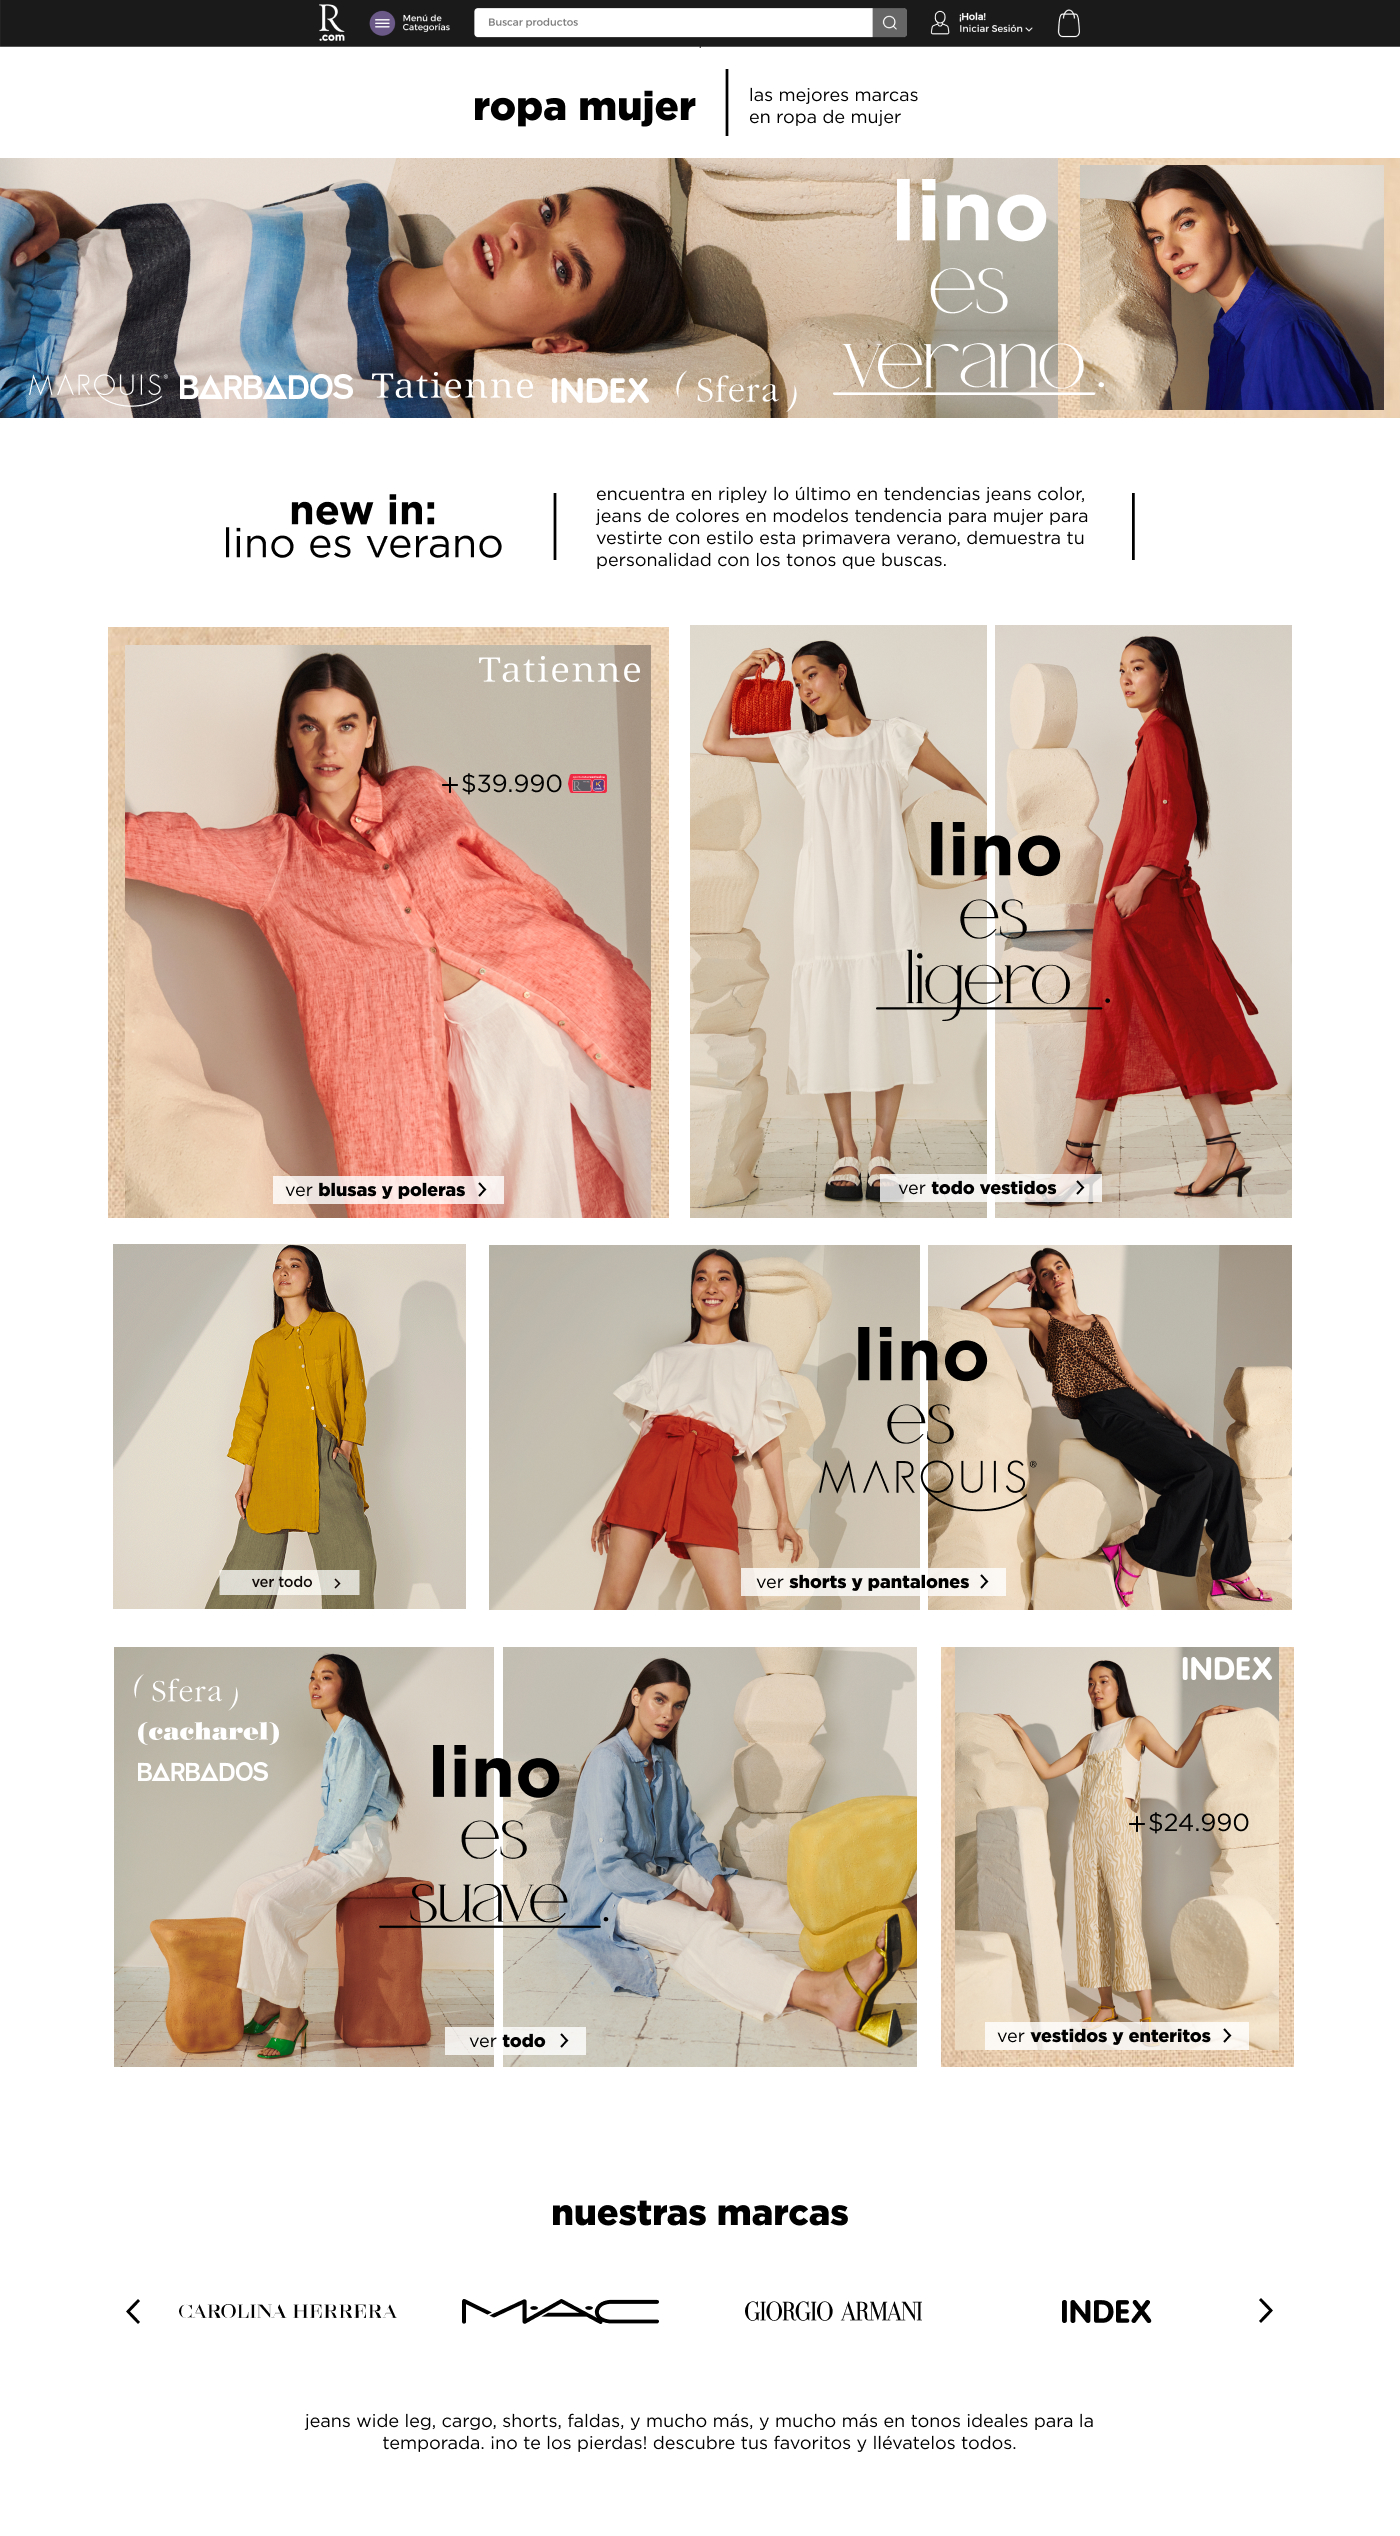 R
.com
Menú de
Categorías
Buscar productos
¡Hola!
Iniciar Sesión
ropa mujer
las mejores marcas
en ropa de mujer
lino
es
verano.
MARQUIS®
BARBADOS
Tatienne
INDEX
(Sfera)
new in:
lino es verano
encuentra en ripley lo último en tendencias jeans color,
jeans de colores en modelos tendencia para mujer para
vestirte con estilo esta primavera verano, demuestra tu
personalidad con los tonos que buscas.
Tatienne
+$39.990
ver blusas y poleras >
lino
es
ligero.
ver todo vestidos >
ver todo >
lino
es
MARQUIS®
ver shorts y pantalones >
(Sfera)
(cacharel)
BARBADOS
lino
es
suave.
ver todo >
INDEX
+$24.990
ver vestidos y enteritos >
nuestras marcas
< CAROLINA HERRERA M·A·C GIORGIO ARMANI INDEX >
jeans wide leg, cargo, shorts, faldas, y mucho más, y mucho más en tonos ideales para la
temporada. ¡no te los pierdas! descubre tus favoritos y llévatelos todos.